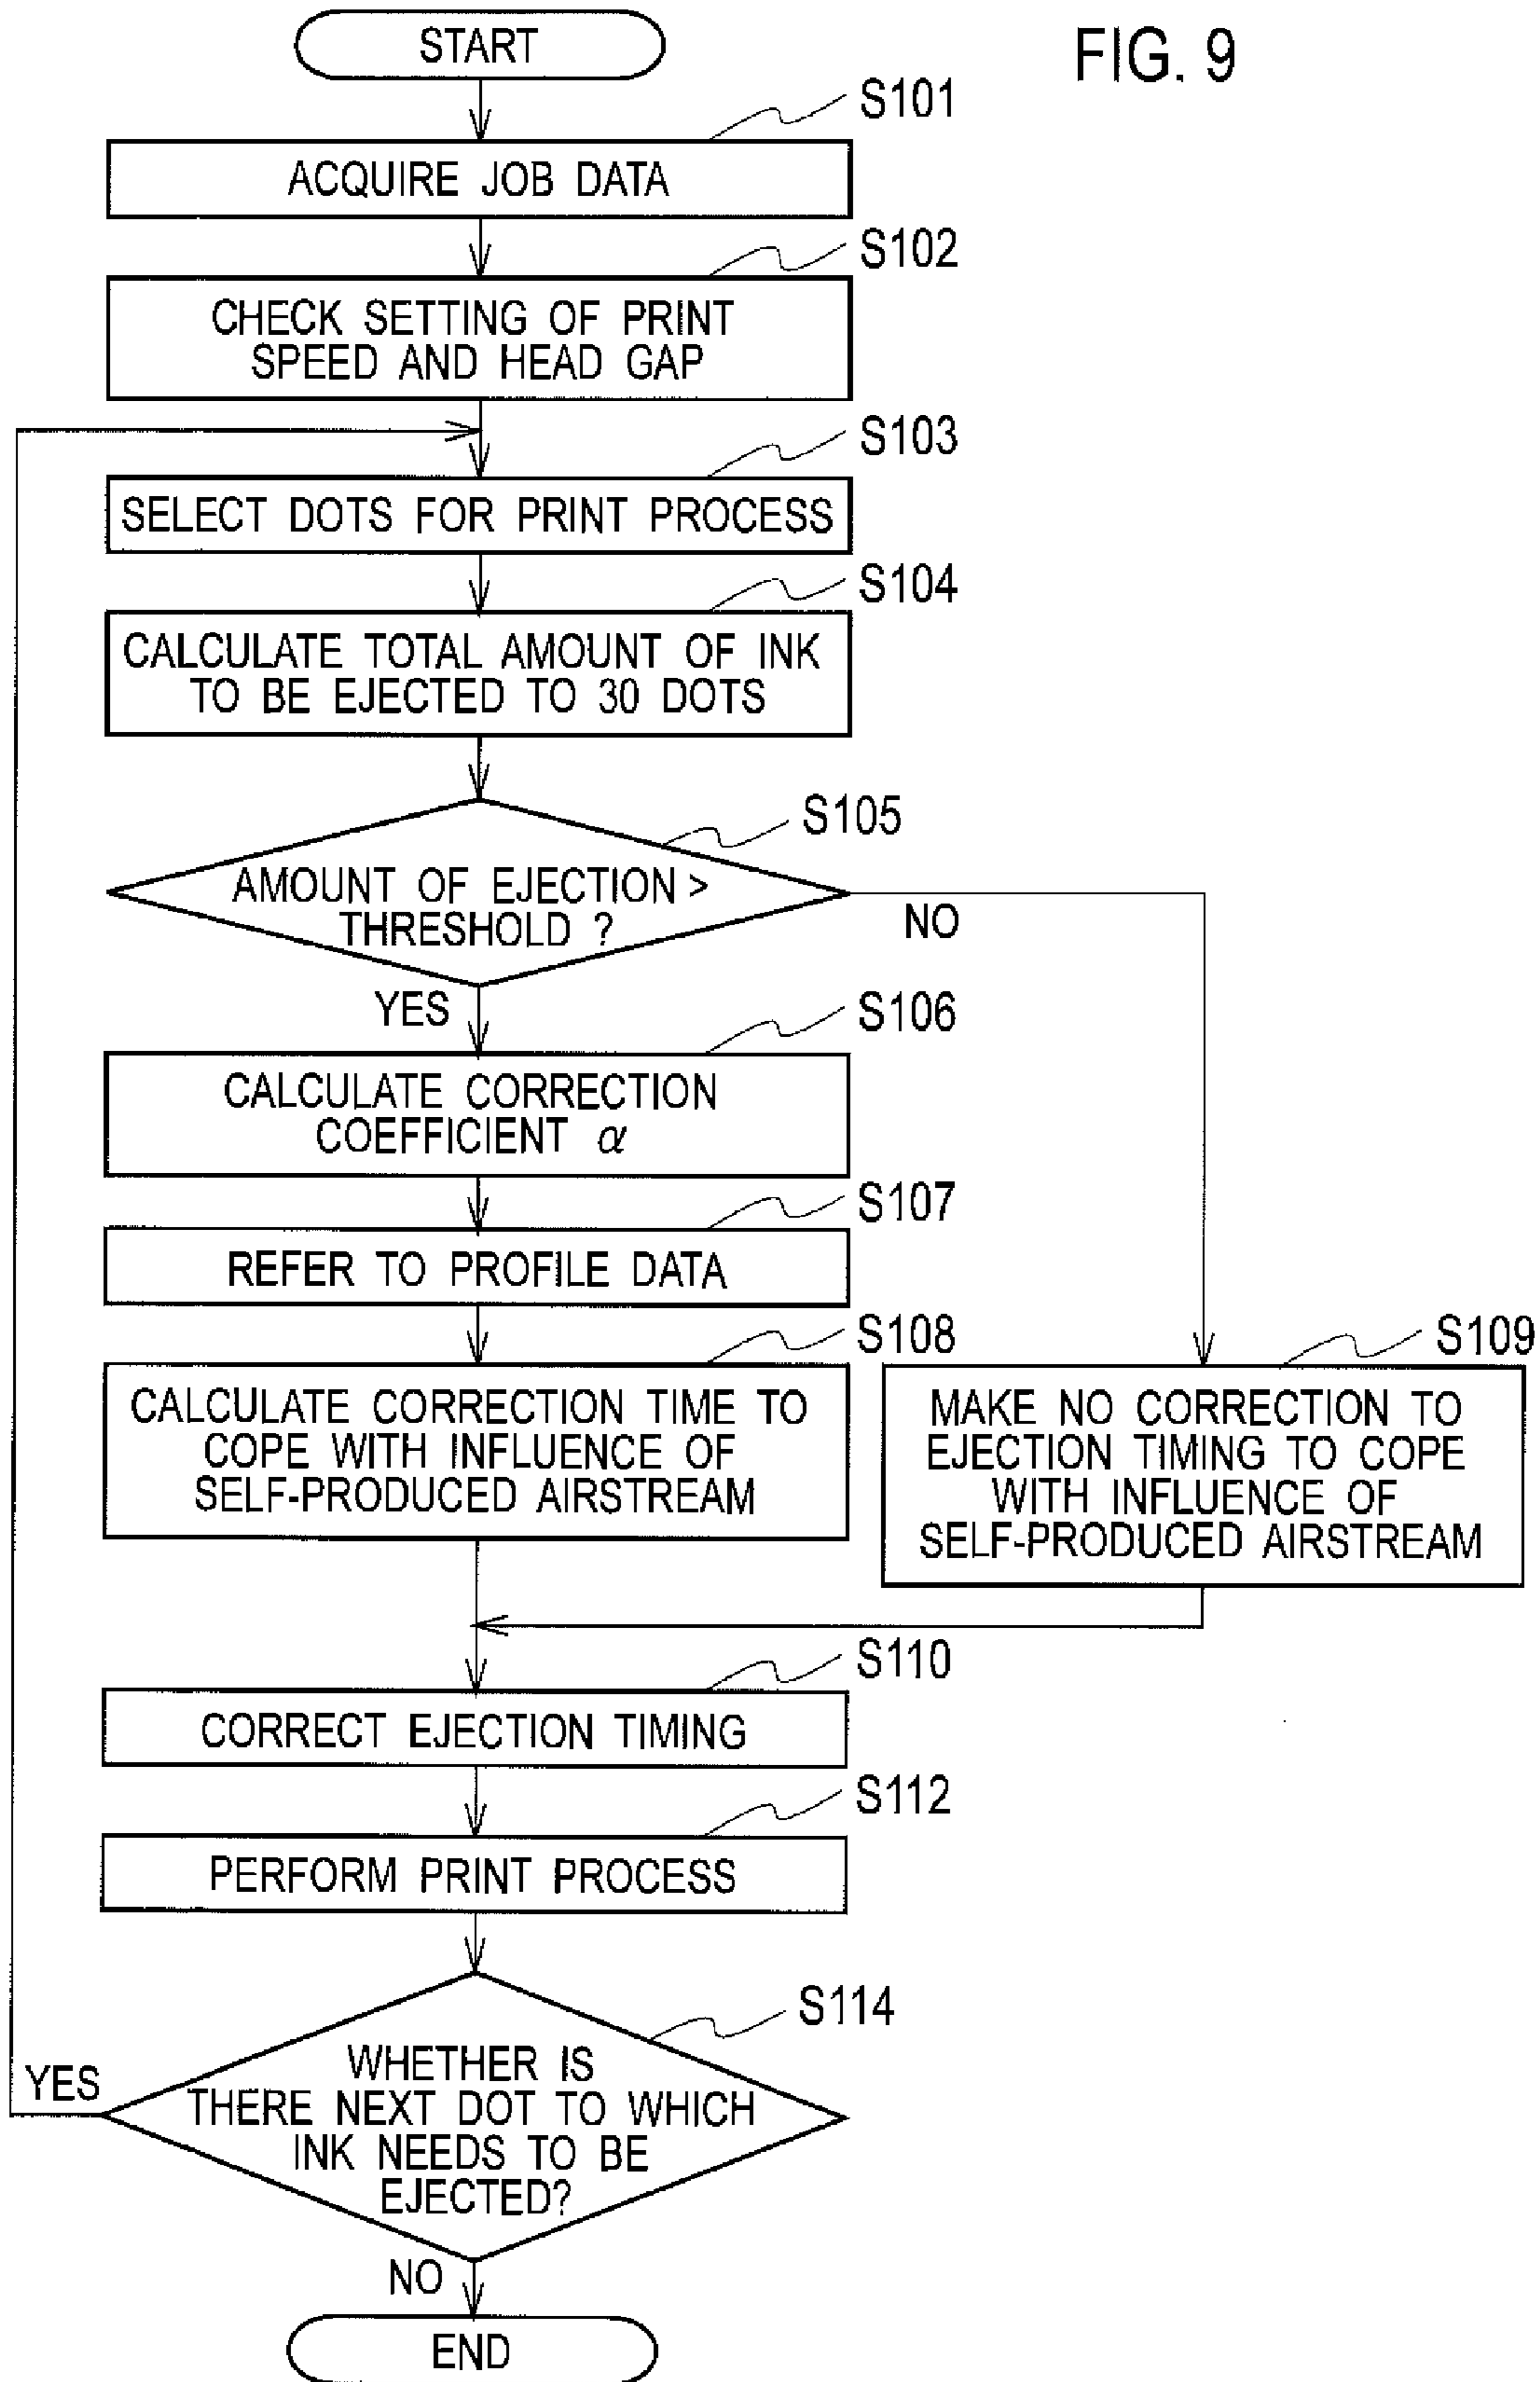 START
FIG. 9
S101
ACQUIRE JOB DATA
S102
CHECK SETTING OF PRINT
SPEED AND HEAD GAP
S103
SELECT DOTS FOR PRINT PROCESS
S104
CALCULATE TOTAL AMOUNT OF INK
TO BE EJECTED TO 30 DOTS
S105
AMOUNT OF EJECTION >
THRESHOLD ?
NO
YES
S106
CALCULATE CORRECTION
COEFFICIENT α
S107
REFER TO PROFILE DATA
S108
CALCULATE CORRECTION TIME TO
COPE WITH INFLUENCE OF
SELF-PRODUCED AIRSTREAM
S109
MAKE NO CORRECTION TO
EJECTION TIMING TO COPE
WITH INFLUENCE OF
SELF-PRODUCED AIRSTREAM
S110
CORRECT EJECTION TIMING
S112
PERFORM PRINT PROCESS
S114
WHETHER IS
THERE NEXT DOT TO WHICH
INK NEEDS TO BE
EJECTED?
YES
NO
END